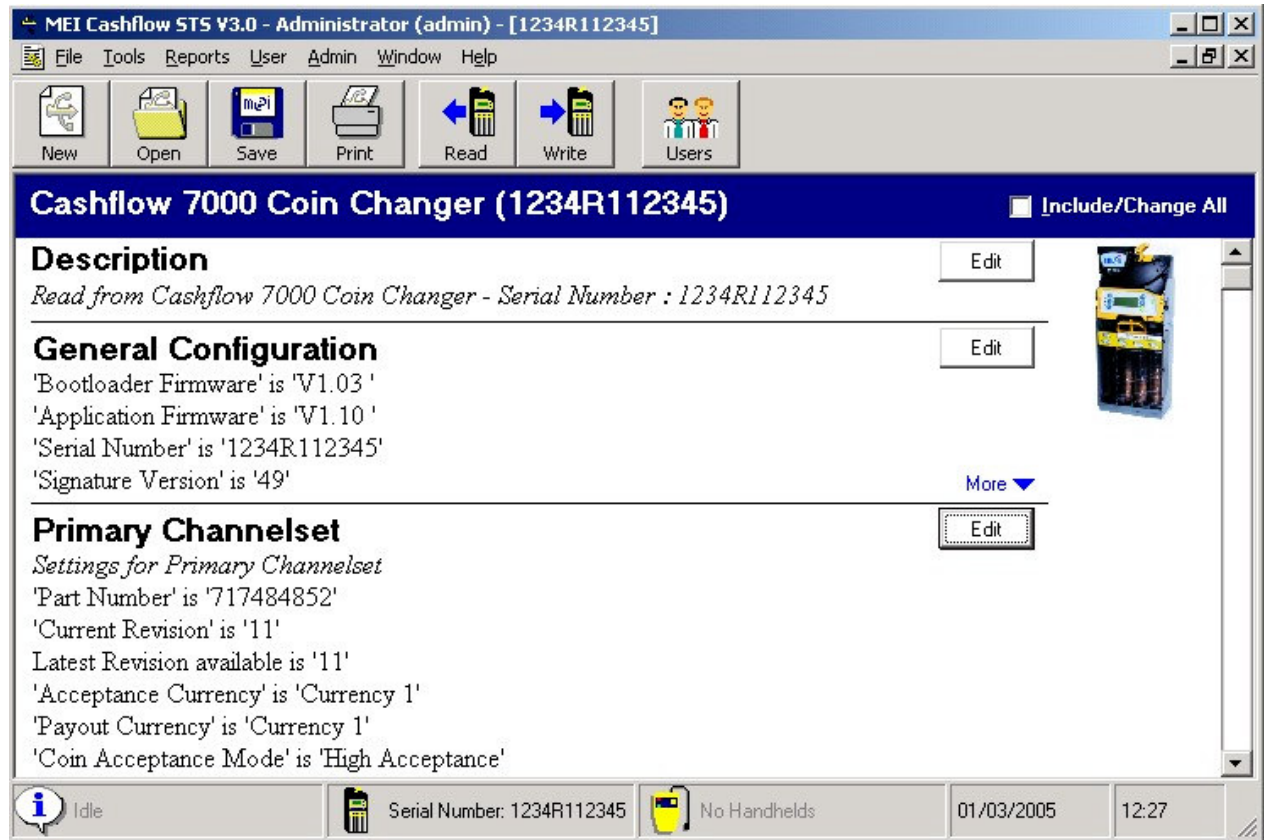 MEI Cashflow STS V3.0 - Administrator (admin) - [1234R112345]
File Tools Reports User Admin Window Help
New Open Save Print Read Write Users
Cashflow 7000 Coin Changer (1234R112345) Include/Change All
Description Edit
Read from Cashflow 7000 Coin Changer - Serial Number : 1234R112345
General Configuration Edit
'Bootloader Firmware' is 'V1.03 '
'Application Firmware' is 'V1.10 '
'Serial Number' is '1234R112345'
'Signature Version' is '49' More
Primary Channelset Edit
Settings for Primary Channelset
'Part Number' is '717484852'
'Current Revision' is '11'
Latest Revision available is '11'
'Acceptance Currency' is 'Currency 1'
'Payout Currency' is 'Currency 1'
'Coin Acceptance Mode' is 'High Acceptance'
Idle Serial Number: 1234R112345 No Handhelds 01/03/2005 12:27